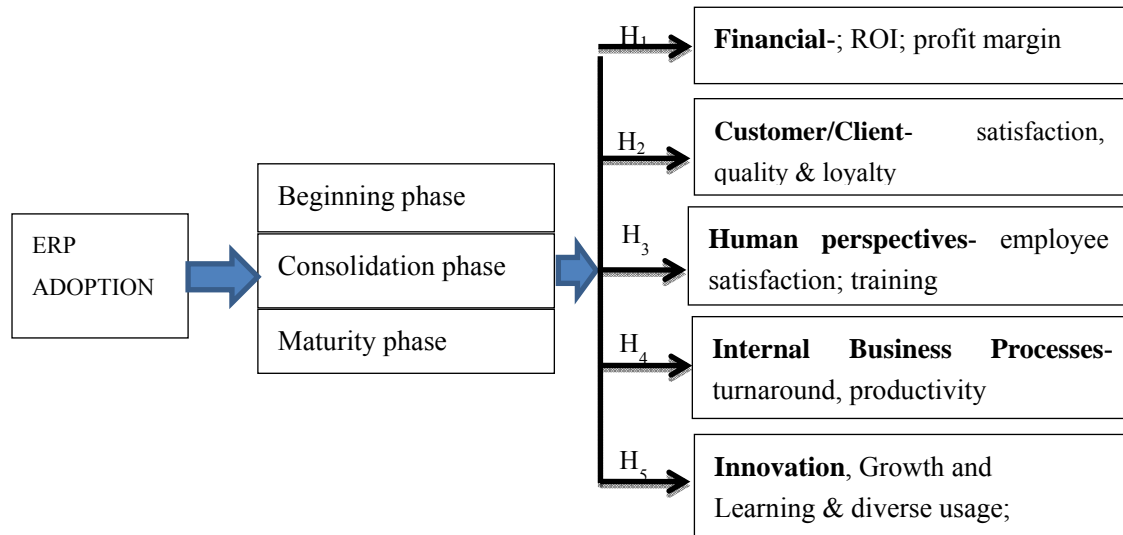 ERP
ADOPTION
Beginning phase
Consolidation phase
Maturity phase
H1
Financial-; ROI; profit margin
H2
Customer/Client- satisfaction,
quality & loyalty
H3
Human perspectives- employee
satisfaction; training
H4
Internal Business Processes-
turnaround, productivity
H5
Innovation, Growth and
Learning & diverse usage;